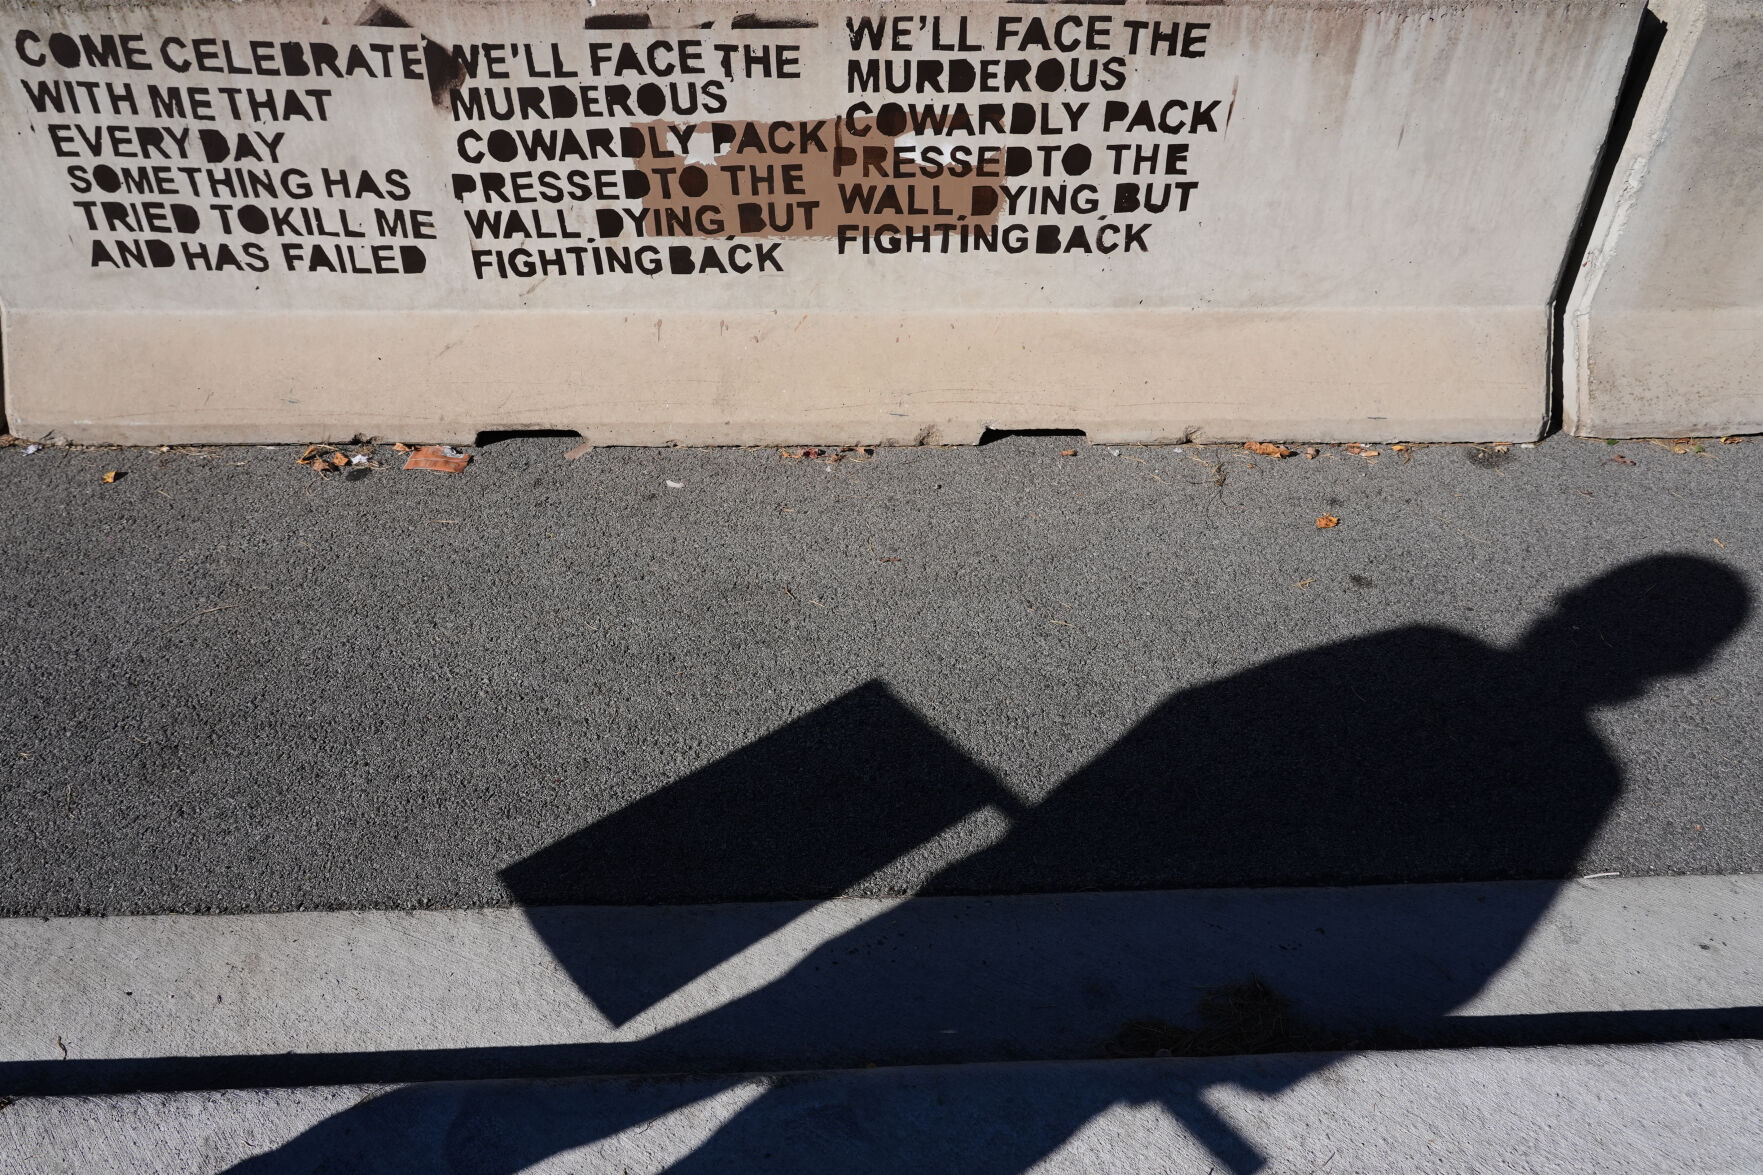 COME CELEBRATE
WITH ME THAT
EVERYDAY
SOMETHING HAS
TRIED TO KILL ME
AND HAS FAILED
WE'LL FACE THE
MURDEROUS
COWARDLY PACK
PRESSED TO THE
WALL, DYING, BUT
FIGHTING BACK
WE'LL FACE THE
MURDEROUS
COWARDLY PACK
PRESSED TO THE
WALL, DYING, BUT
FIGHTING BACK